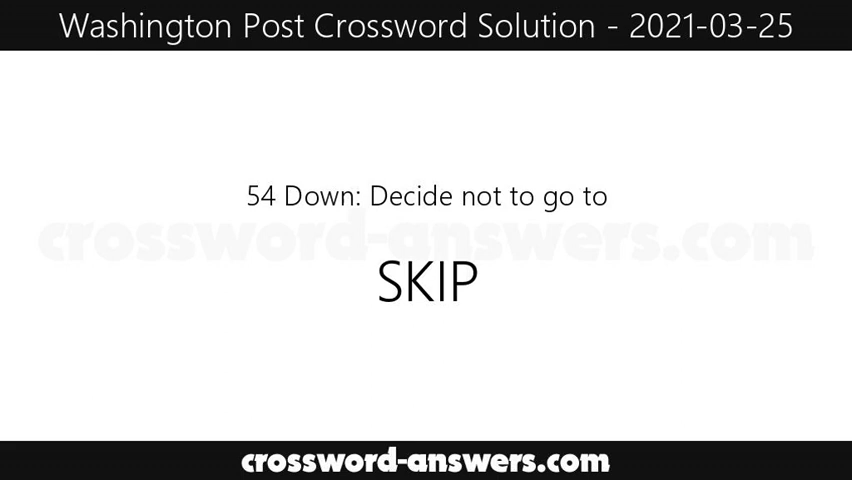 Washington Post Crossword Solution - 2021-03-25
54 Down: Decide not to go to
crossword-answers.com
SKIP
crossword-answers.com